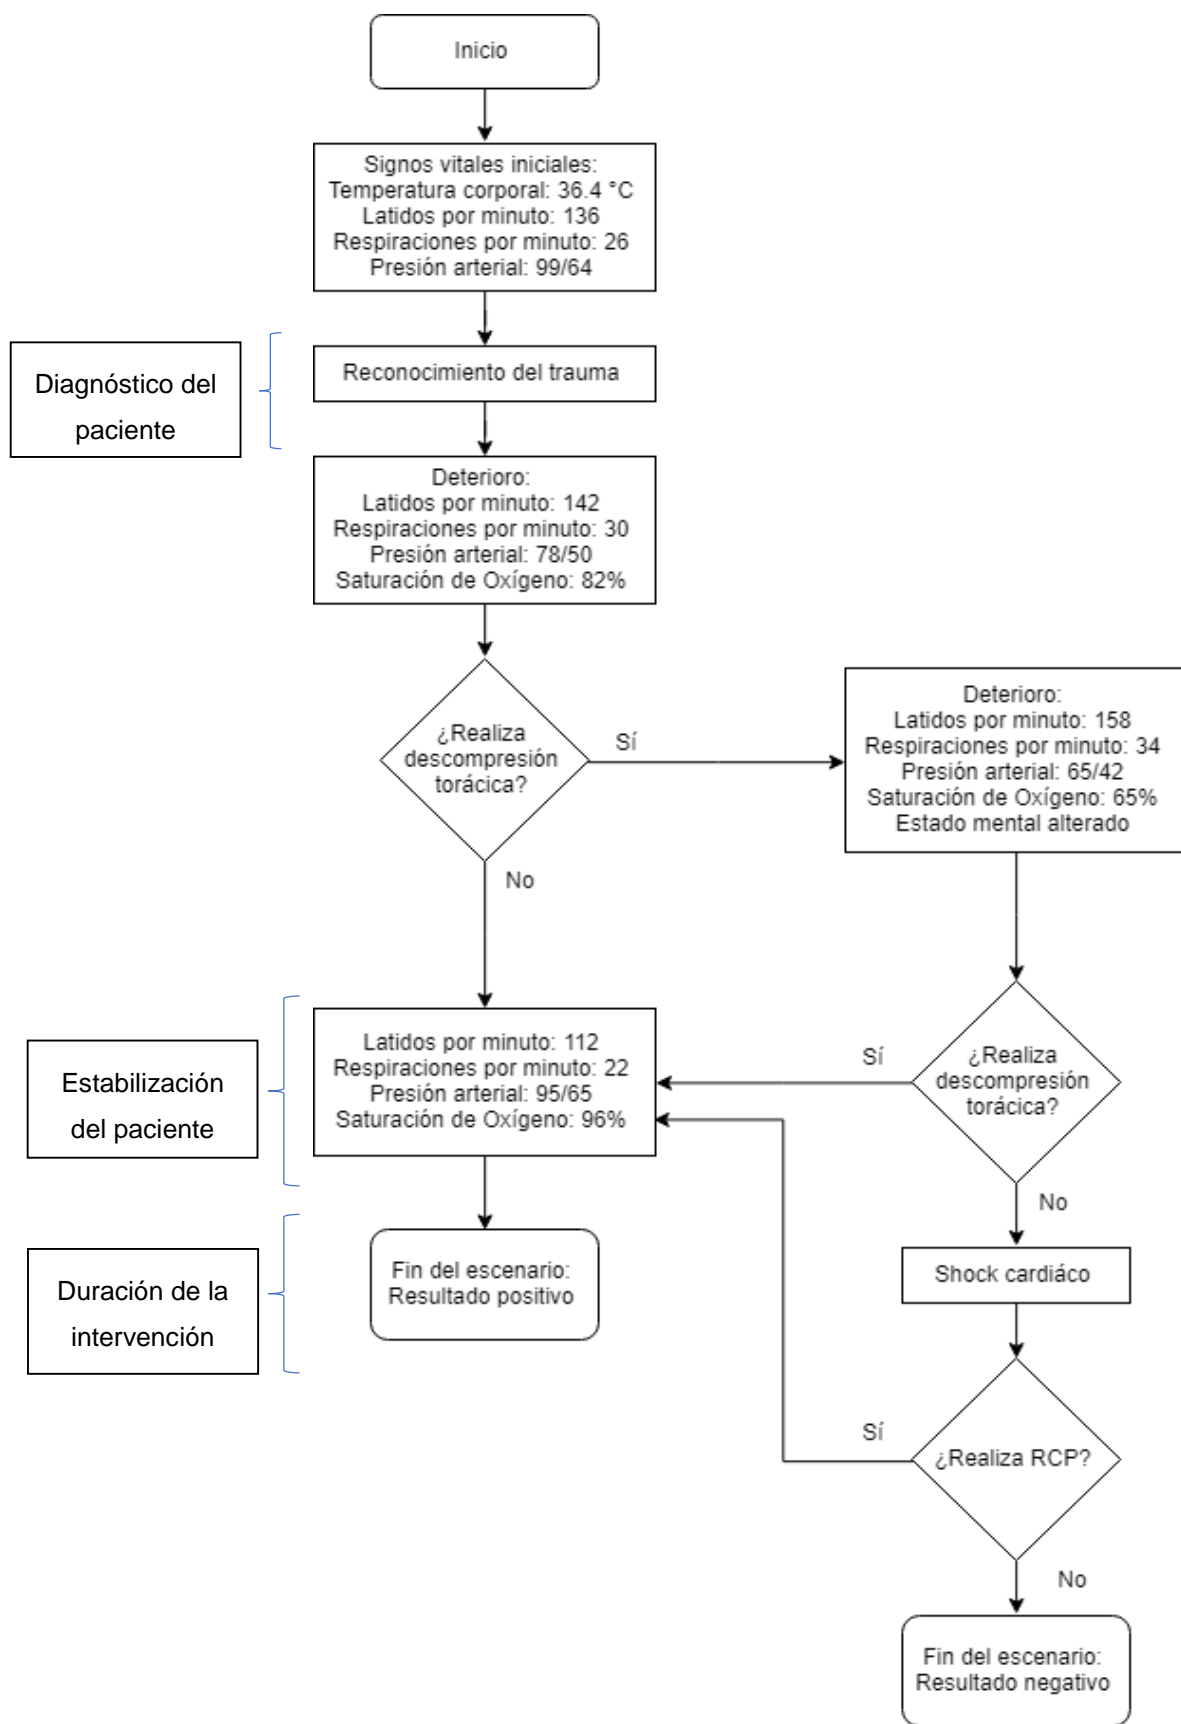 Inicio
Signos vitales iniciales:
Temperatura corporal: 36.4 °C
Latidos por minuto: 136
Respiraciones por minuto: 26
Presión arterial: 99/64
Diagnóstico del
paciente
Reconocimiento del trauma
Deterioro:
Latidos por minuto: 142
Respiraciones por minuto: 30
Presión arterial: 78/50
Saturación de Oxígeno: 82%
¿Realiza
descompresión
torácica?
Sí
No
Deterioro:
Latidos por minuto: 158
Respiraciones por minuto: 34
Presión arterial: 65/42
Saturación de Oxígeno: 65%
Estado mental alterado
Estabilización
del paciente
Latidos por minuto: 112
Respiraciones por minuto: 22
Presión arterial: 95/65
Saturación de Oxígeno: 96%
Sí
¿Realiza
descompresión
torácica?
No
Duración de la
intervención
Fin del escenario:
Resultado positivo
Shock cardiáco
Sí
¿Realiza RCP?
No
Fin del escenario:
Resultado negativo